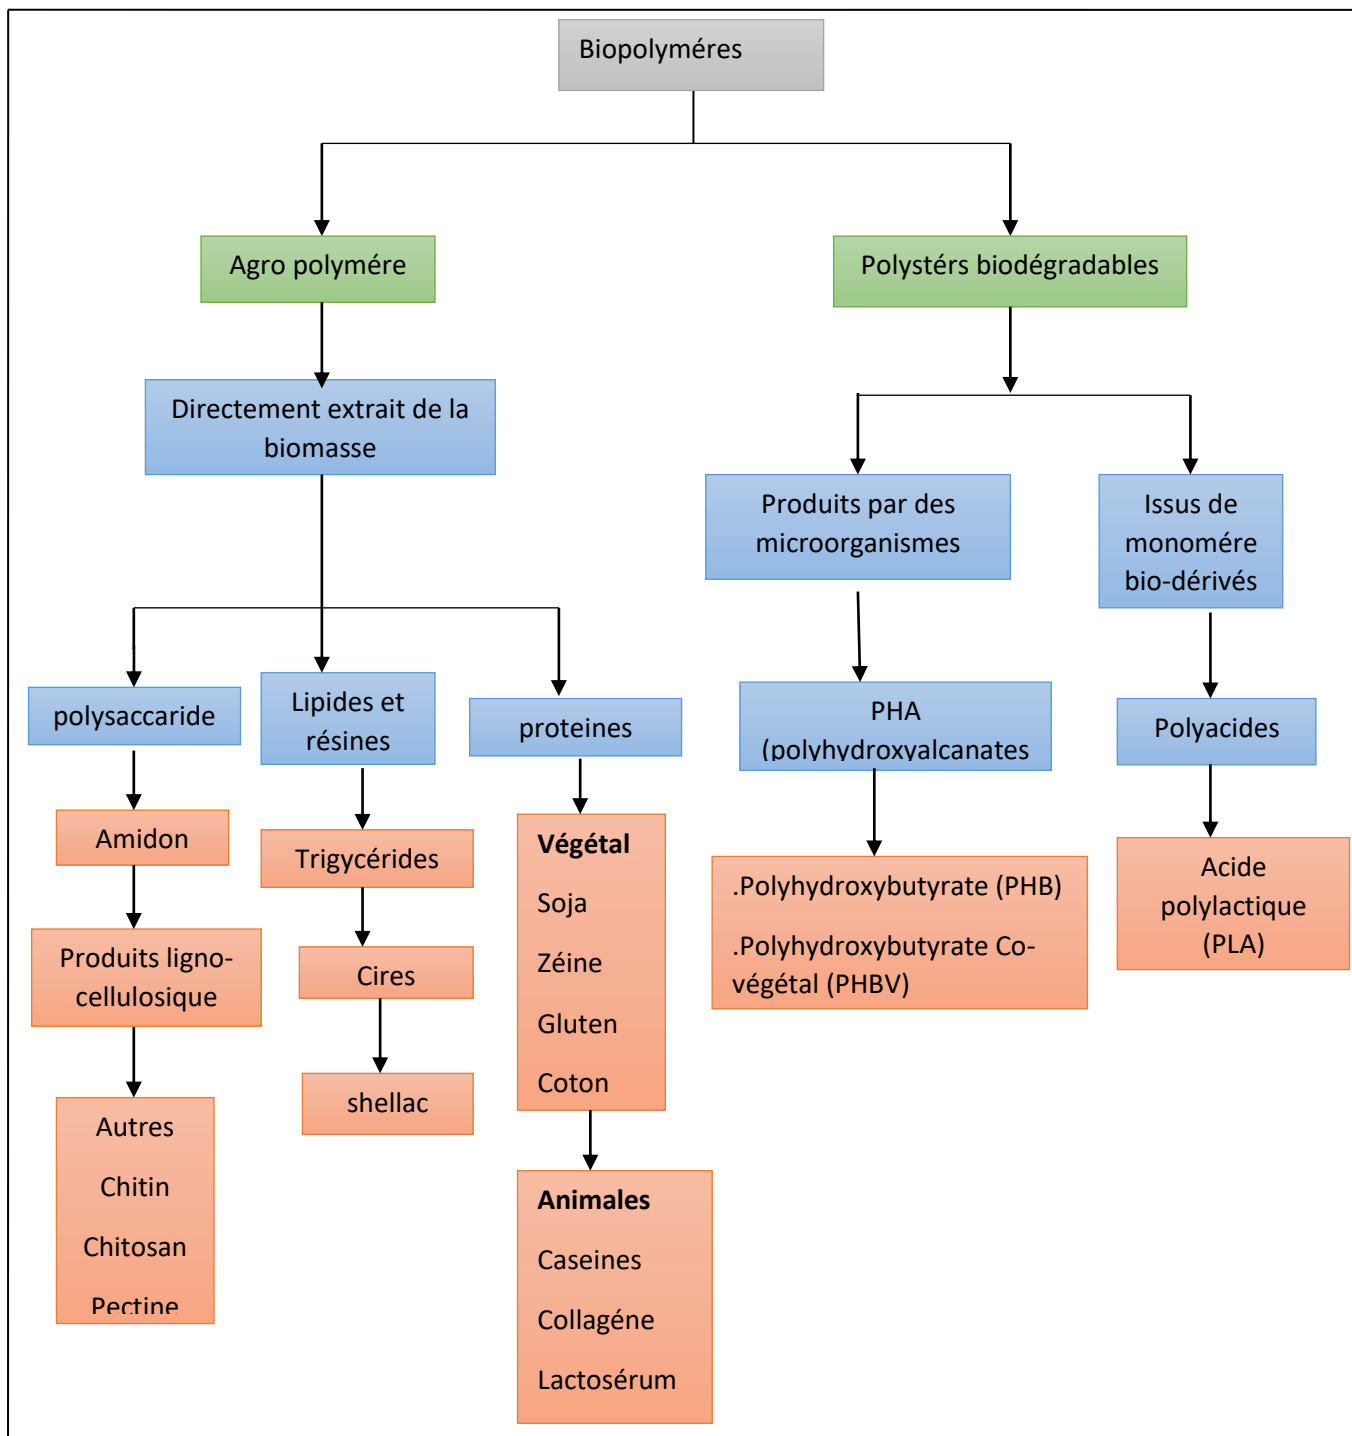 Biopolyméres
Agro polymére
Polystérs biodégradables
Directement extrait de la
biomasse
Produits par des
microorganismes
Issus de
monomére
bio-dérivés
polysaccaride
Lipides et
résines
proteines
PHA
(polyhydroxyalcanates
Polyacides
Amidon
Trigycérides
Végétal
Soja
Zéine
Gluten
Coton
.Polyhydroxybutyrate (PHB)
.Polyhydroxybutyrate Co-
végétal (PHBV)
Acide
polylactique
(PLA)
Produits ligno-
cellulosique
Cires
shellac
Autres
Chitin
Chitosan
Pectine
Animales
Caseines
Collagéne
Lactosérum